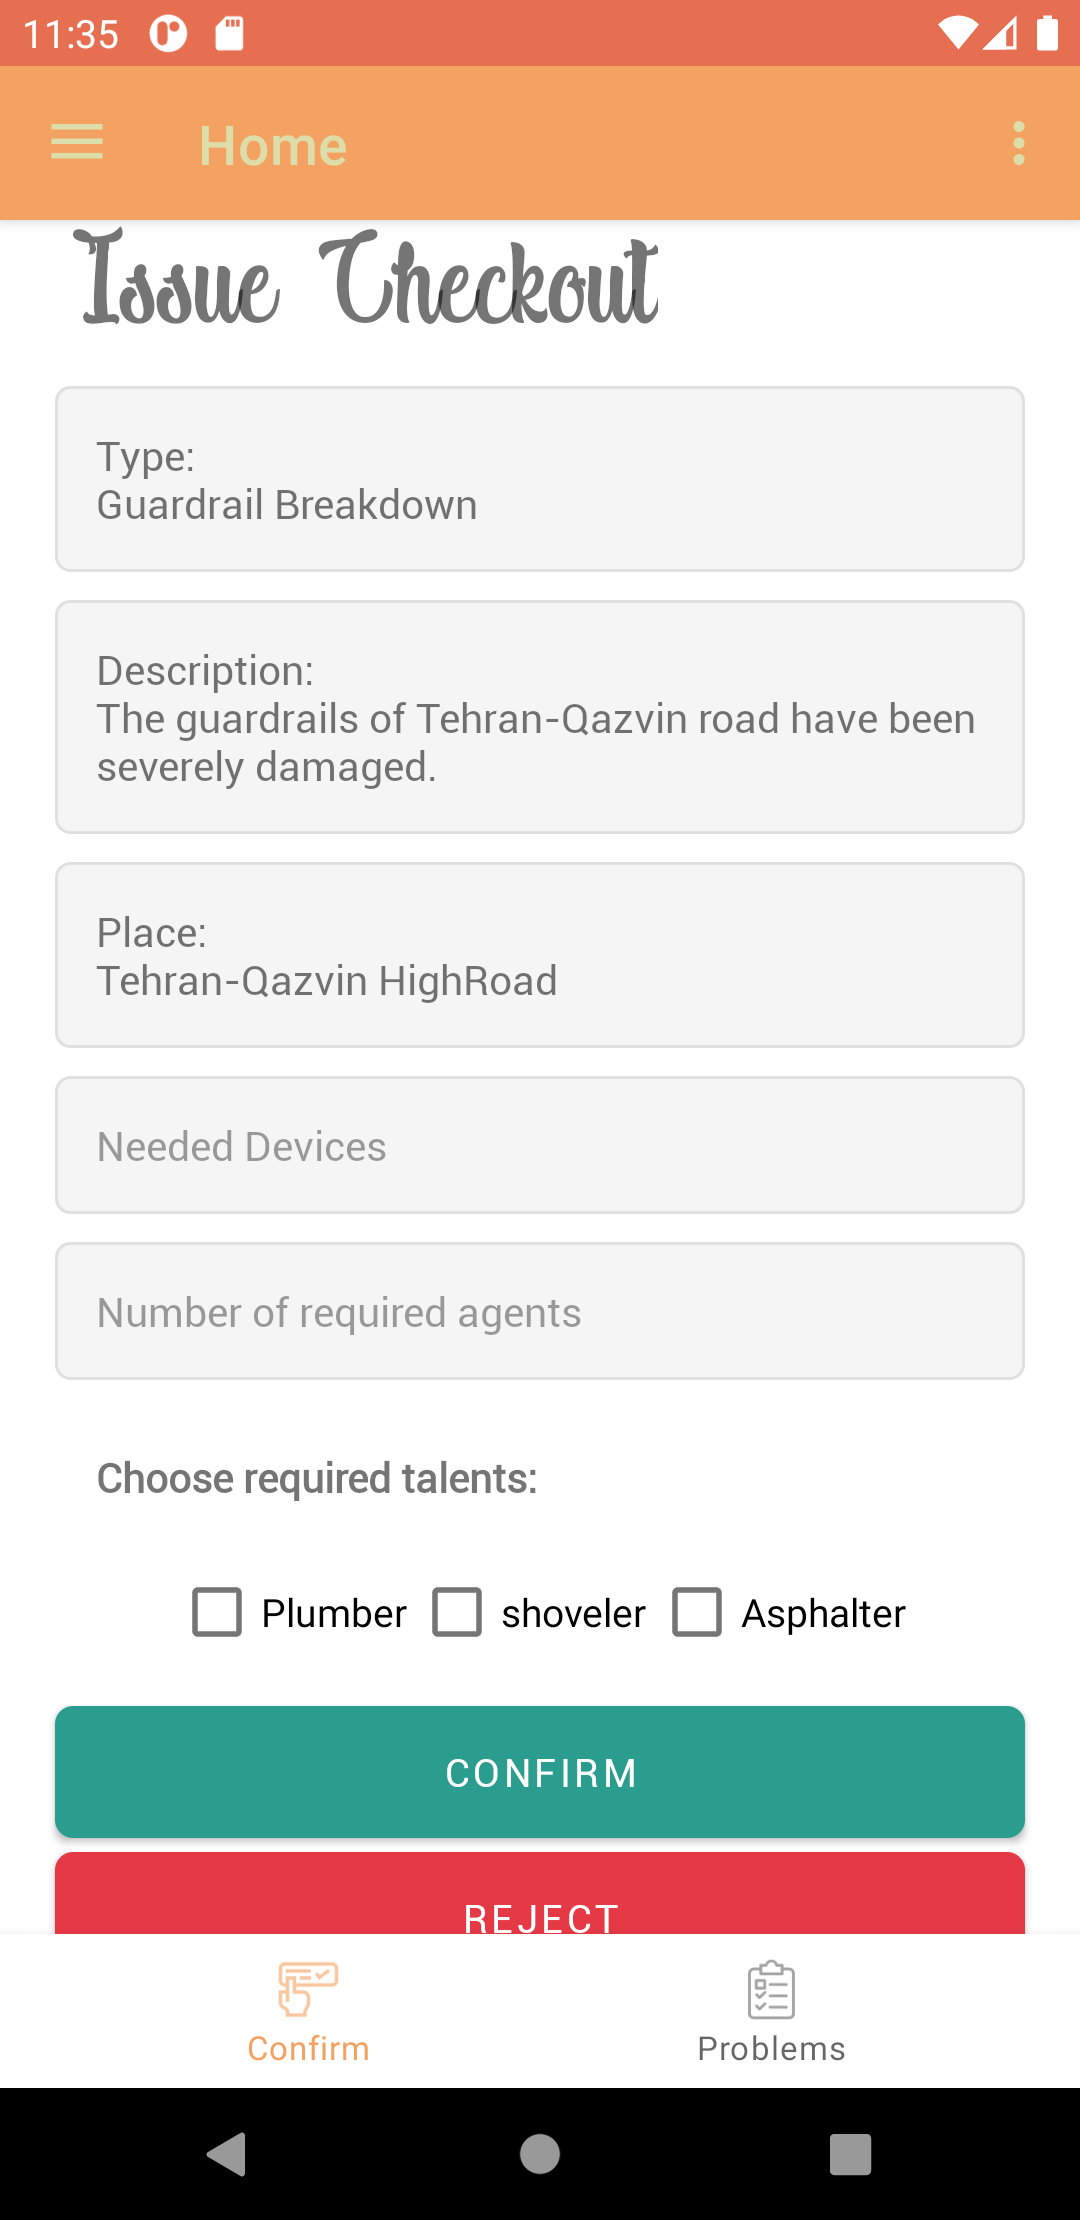 11:35
Home
Issue Checkout
Type:
Guardrail Breakdown
Description:
The guardrails of Tehran-Qazvin road have been
severely damaged.
Place:
Tehran-Qazvin HighRoad
Needed Devices
Number of required agents
Choose required talents:
Plumber shoveler Asphalter
CONFIRM
REJECT
Confirm Problems